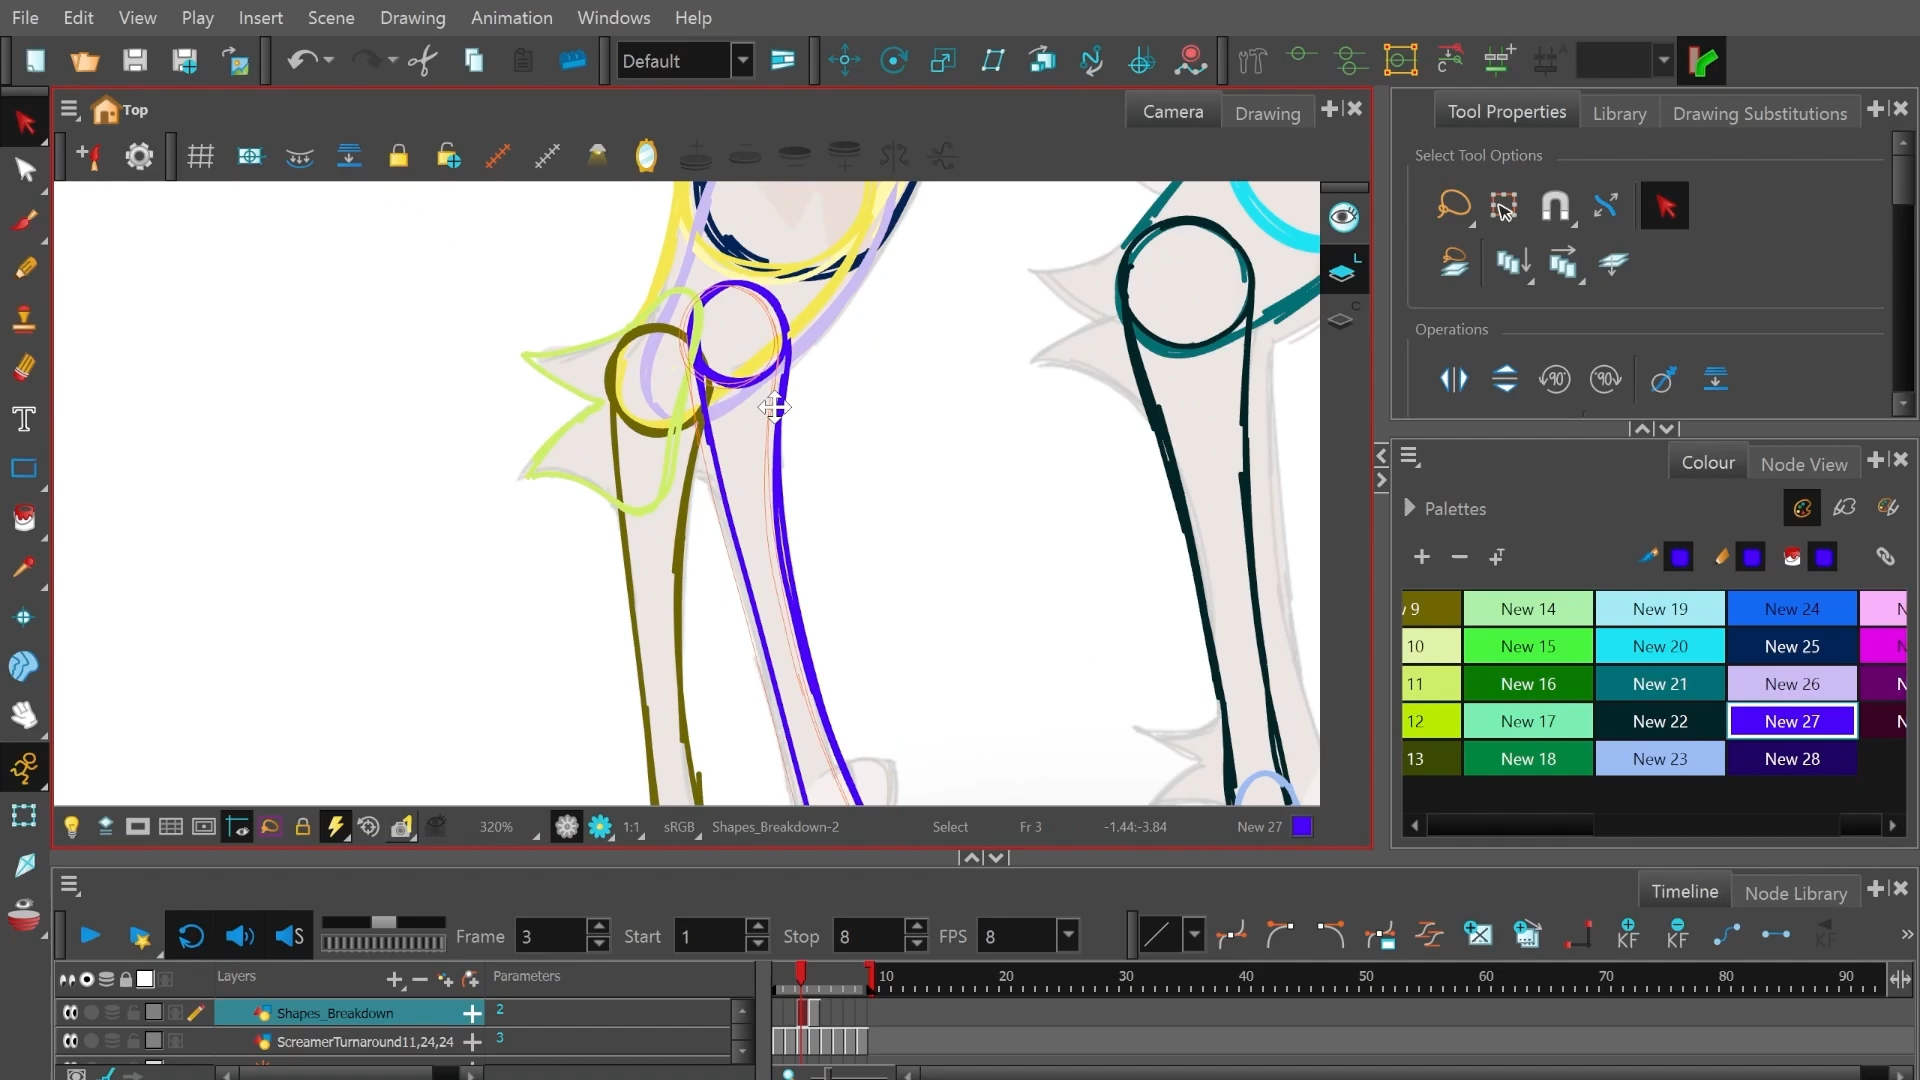 File Edit View Play Insert Scene Drawing Animation Windows Help
Default
Top
Camera Drawing
Tool Properties Library Drawing Substitutions
Select Tool Options
L
C
Operations
90° 90°
Colour Node View
Palettes
9 New 14 New 19 New 24 N
10 New 15 New 20 New 25 N
11 New 16 New 21 New 26 N
12 New 17 New 22 New 27 N
13 New 18 New 23 New 28
T
320% 1:1 sRGB Shapes_Breakdown-2 Select Fr 3 -1.44:-3.84 New 27
Timeline Node Library
S Frame 3 Start 1 Stop 8 FPS 8 KF KF KF
Layers Parameters 10 20 30 40 50 60 70 80 90
Shapes_Breakdown 2
ScreamerTurnaround11,24,24 3